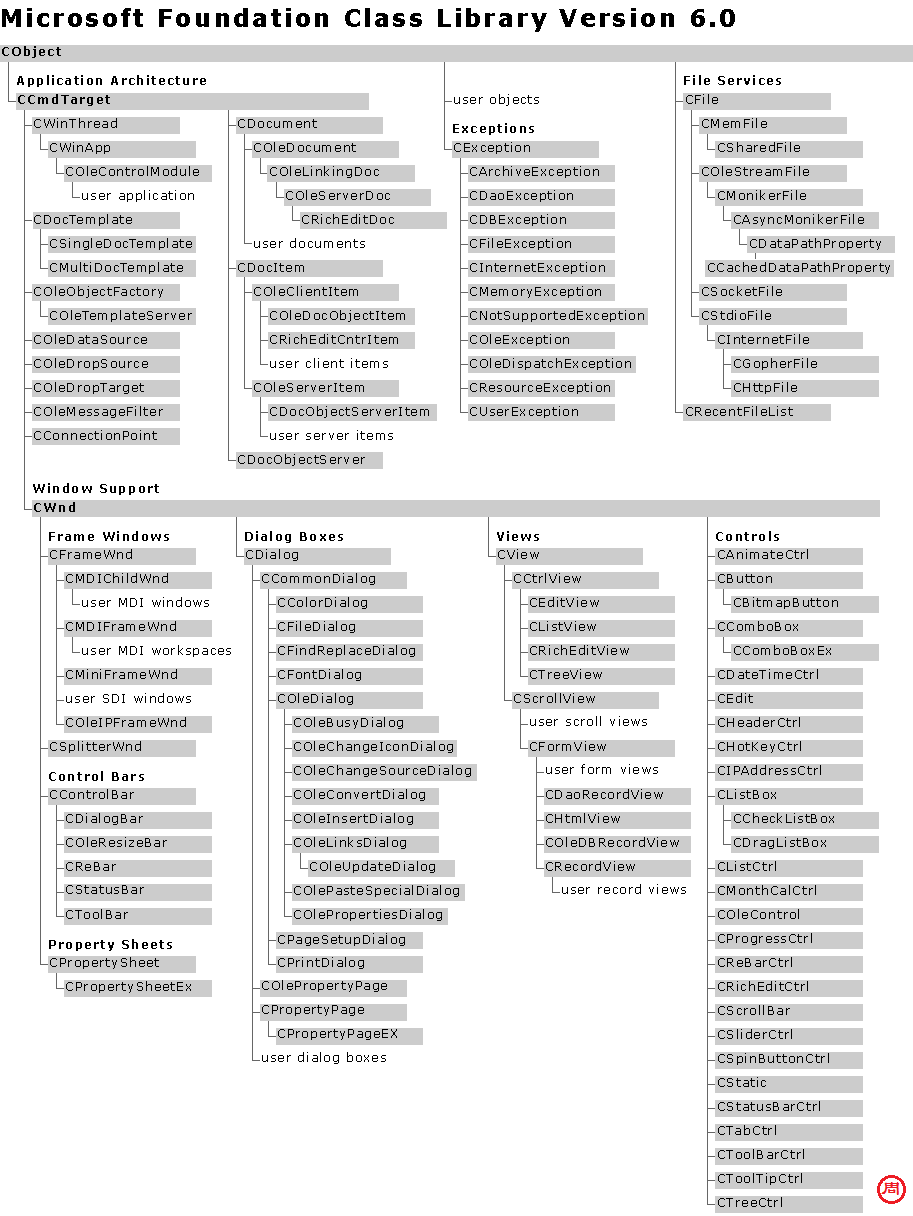 Microsoft Foundation Class Library Version 6.0
CObject
Application Architecture
CCmdTarget
CWinThread
CWinApp
COleControlModule
user application
CDocTemplate
CSingleDocTemplate
CMultiDocTemplate
COleObjectFactory
COleTemplateServer
COleDataSource
COleDropSource
COleDropTarget
COleMessageFilter
CConnectionPoint
CDocument
COleDocument
COleLinkingDoc
COleServerDoc
CRichEditDoc
user documents
CDocItem
COleClientItem
COleDocObjectItem
CRichEditCntrItem
user client items
COleServerItem
CDocObjectServerItem
user server items
CDocObjectServer
user objects
Exceptions
CException
CArchiveException
CDaoException
CDBException
CFileException
CInternetException
CMemoryException
CNotSupportedException
COleException
COleDispatchException
CResourceException
CUserException
File Services
CFile
CMemFile
CSharedFile
COleStreamFile
CMonikerFile
CAsyncMonikerFile
CDataPathProperty
CCachedDataPathProperty
CSocketFile
CStdioFile
CInternetFile
CGopherFile
CHttpFile
CRecentFileList
Window Support
CWnd
Frame Windows
CFrameWnd
CMDIChildWnd
user MDI windows
CMDIFrameWnd
user MDI workspaces
CMiniFrameWnd
user SDI windows
COleIPFrameWnd
CSplitterWnd
Control Bars
CControlBar
CDialogBar
COleResizeBar
CReBar
CStatusBar
CToolBar
Property Sheets
CPropertySheet
CPropertySheetEx
Dialog Boxes
CDialog
CCommonDialog
CColorDialog
CFileDialog
CFindReplaceDialog
CFontDialog
COleDialog
COleBusyDialog
COleChangeIconDialog
COleChangeSourceDialog
COleConvertDialog
COleInsertDialog
COleLinksDialog
COleUpdateDialog
COlePasteSpecialDialog
COlePropertiesDialog
CPageSetupDialog
CPrintDialog
COlePropertyPage
CPropertyPage
CPropertyPageEX
user dialog boxes
Views
CView
CCtrlView
CEditView
CListView
CRichEditView
CTreeView
CScrollView
user scroll views
CFormView
user form views
CDaoRecordView
CHtmlView
COleDBRecordView
CRecordView
user record views
Controls
CAnimateCtrl
CButton
CBitmapButton
CComboBox
CComboBoxEx
CDateTimeCtrl
CEdit
CHeaderCtrl
CHotKeyCtrl
CIPAddressCtrl
CListBox
CCheckListBox
CDragListBox
CListCtrl
CMonthCalCtrl
COleControl
CProgressCtrl
CReBarCtrl
CRichEditCtrl
CScrollBar
CSliderCtrl
CSpinButtonCtrl
CStatic
CStatusBarCtrl
CTabCtrl
CToolBarCtrl
CToolTipCtrl
CTreeCtrl
周